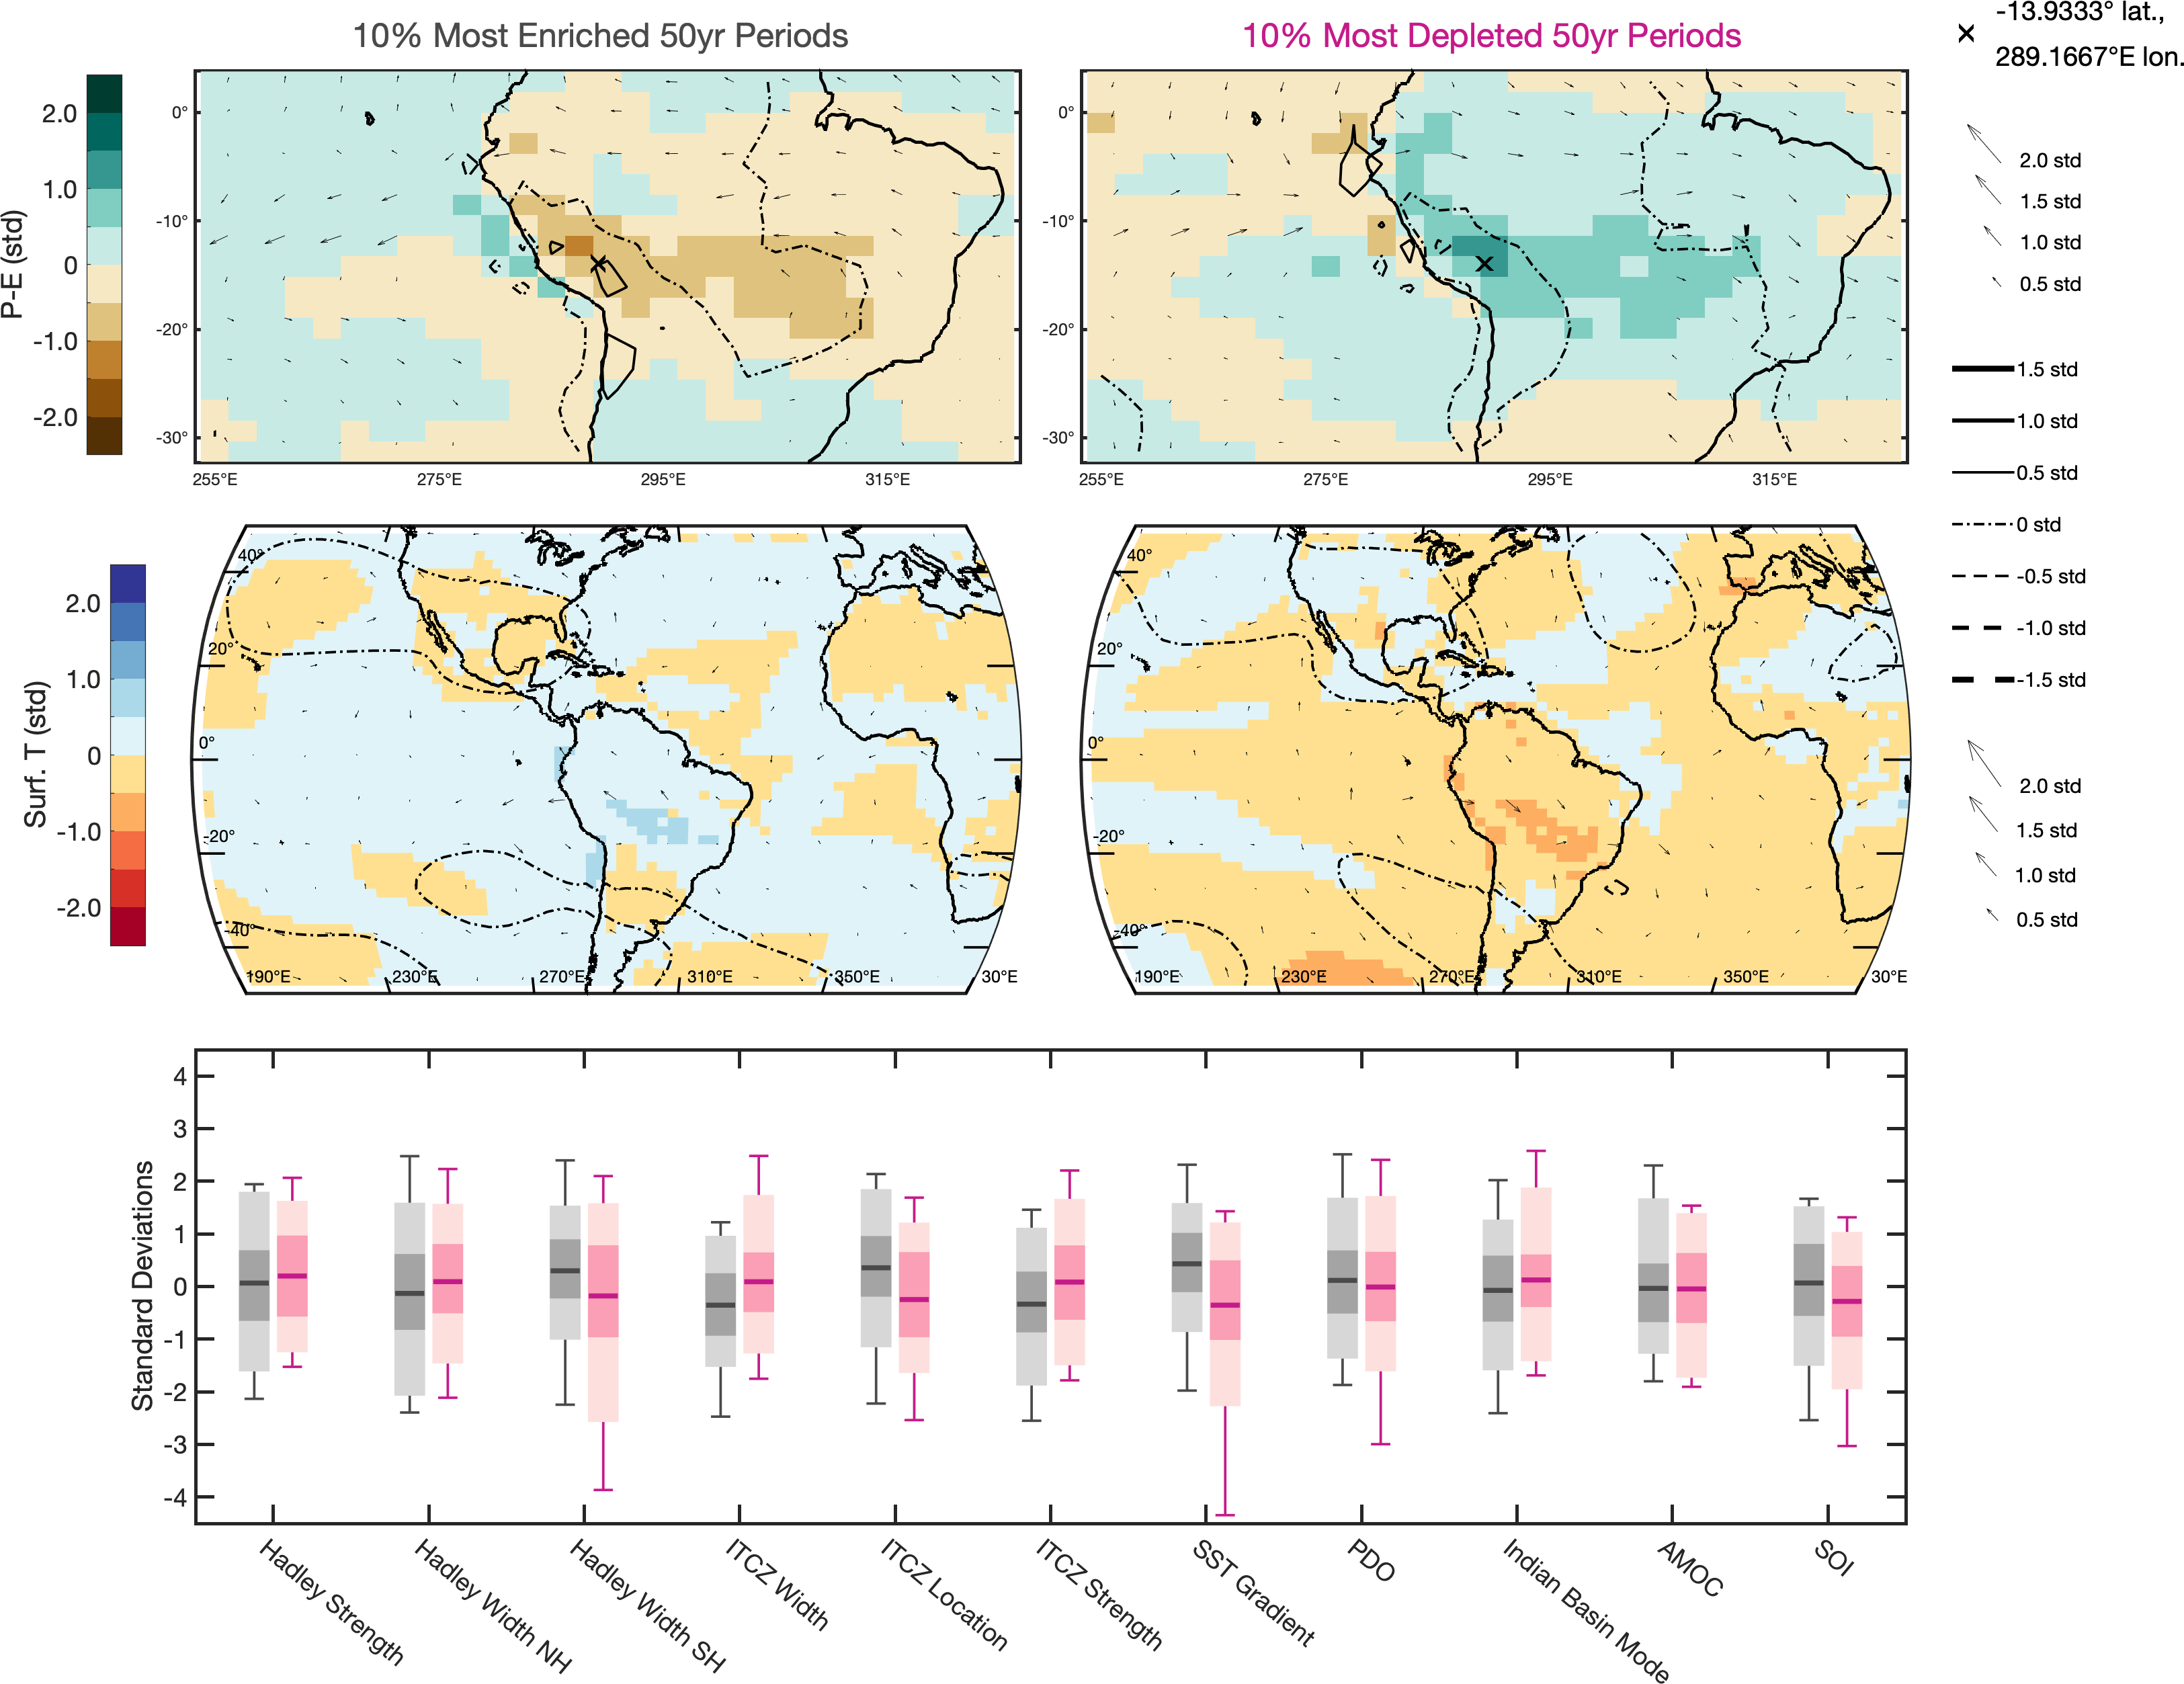 10% Most Enriched 50yr Periods
10% Most Depleted 50yr Periods
-13.9333° lat.,
289.1667°E lon.
P-E (std)
2.0
1.0
0
-1.0
-2.0
0°
-10°
-20°
-30°
255°E
275°E
295°E
315°E
0°
-10°
-20°
-30°
255°E
275°E
295°E
315°E
2.0 std
1.5 std
1.0 std
0.5 std
1.5 std
1.0 std
0.5 std
0 std
-0.5 std
-1.0 std
-1.5 std
Surf. T (std)
2.0
1.0
0
-1.0
-2.0
40°
20°
0°
-20°
-40°
190°E
230°E
270°E
310°E
350°E
30°E
40°
20°
0°
-20°
-40°
190°E
230°E
270°E
310°E
350°E
30°E
2.0 std
1.5 std
1.0 std
0.5 std
Standard Deviations
4
3
2
1
0
-1
-2
-3
-4
Hadley Strength
Hadley Width NH
Hadley Width SH
ITCZ Width
ITCZ Location
ITCZ Strength
SST Gradient
PDO
Indian Basin Mode
AMOC
SOI